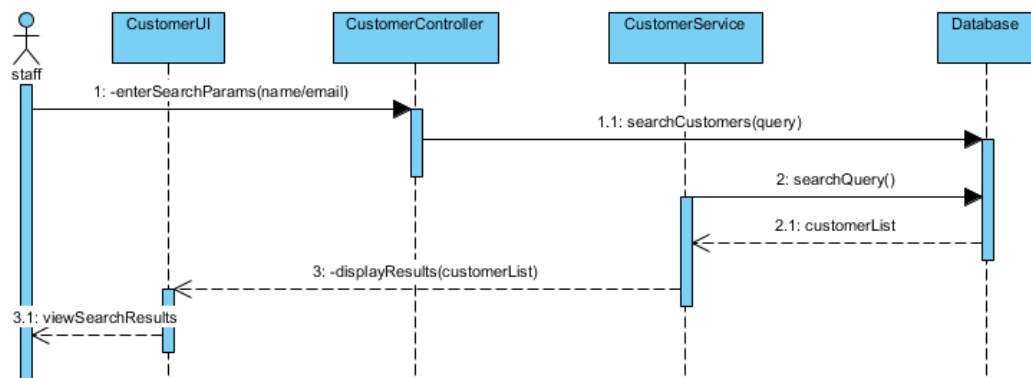 CustomerUI
CustomerController
CustomerService
Database
staff
1: -enterSearchParams(name/email)
1.1: searchCustomers(query)
2: searchQuery()
2.1: customerList
3: -displayResults(customerList)
3.1: viewSearchResults